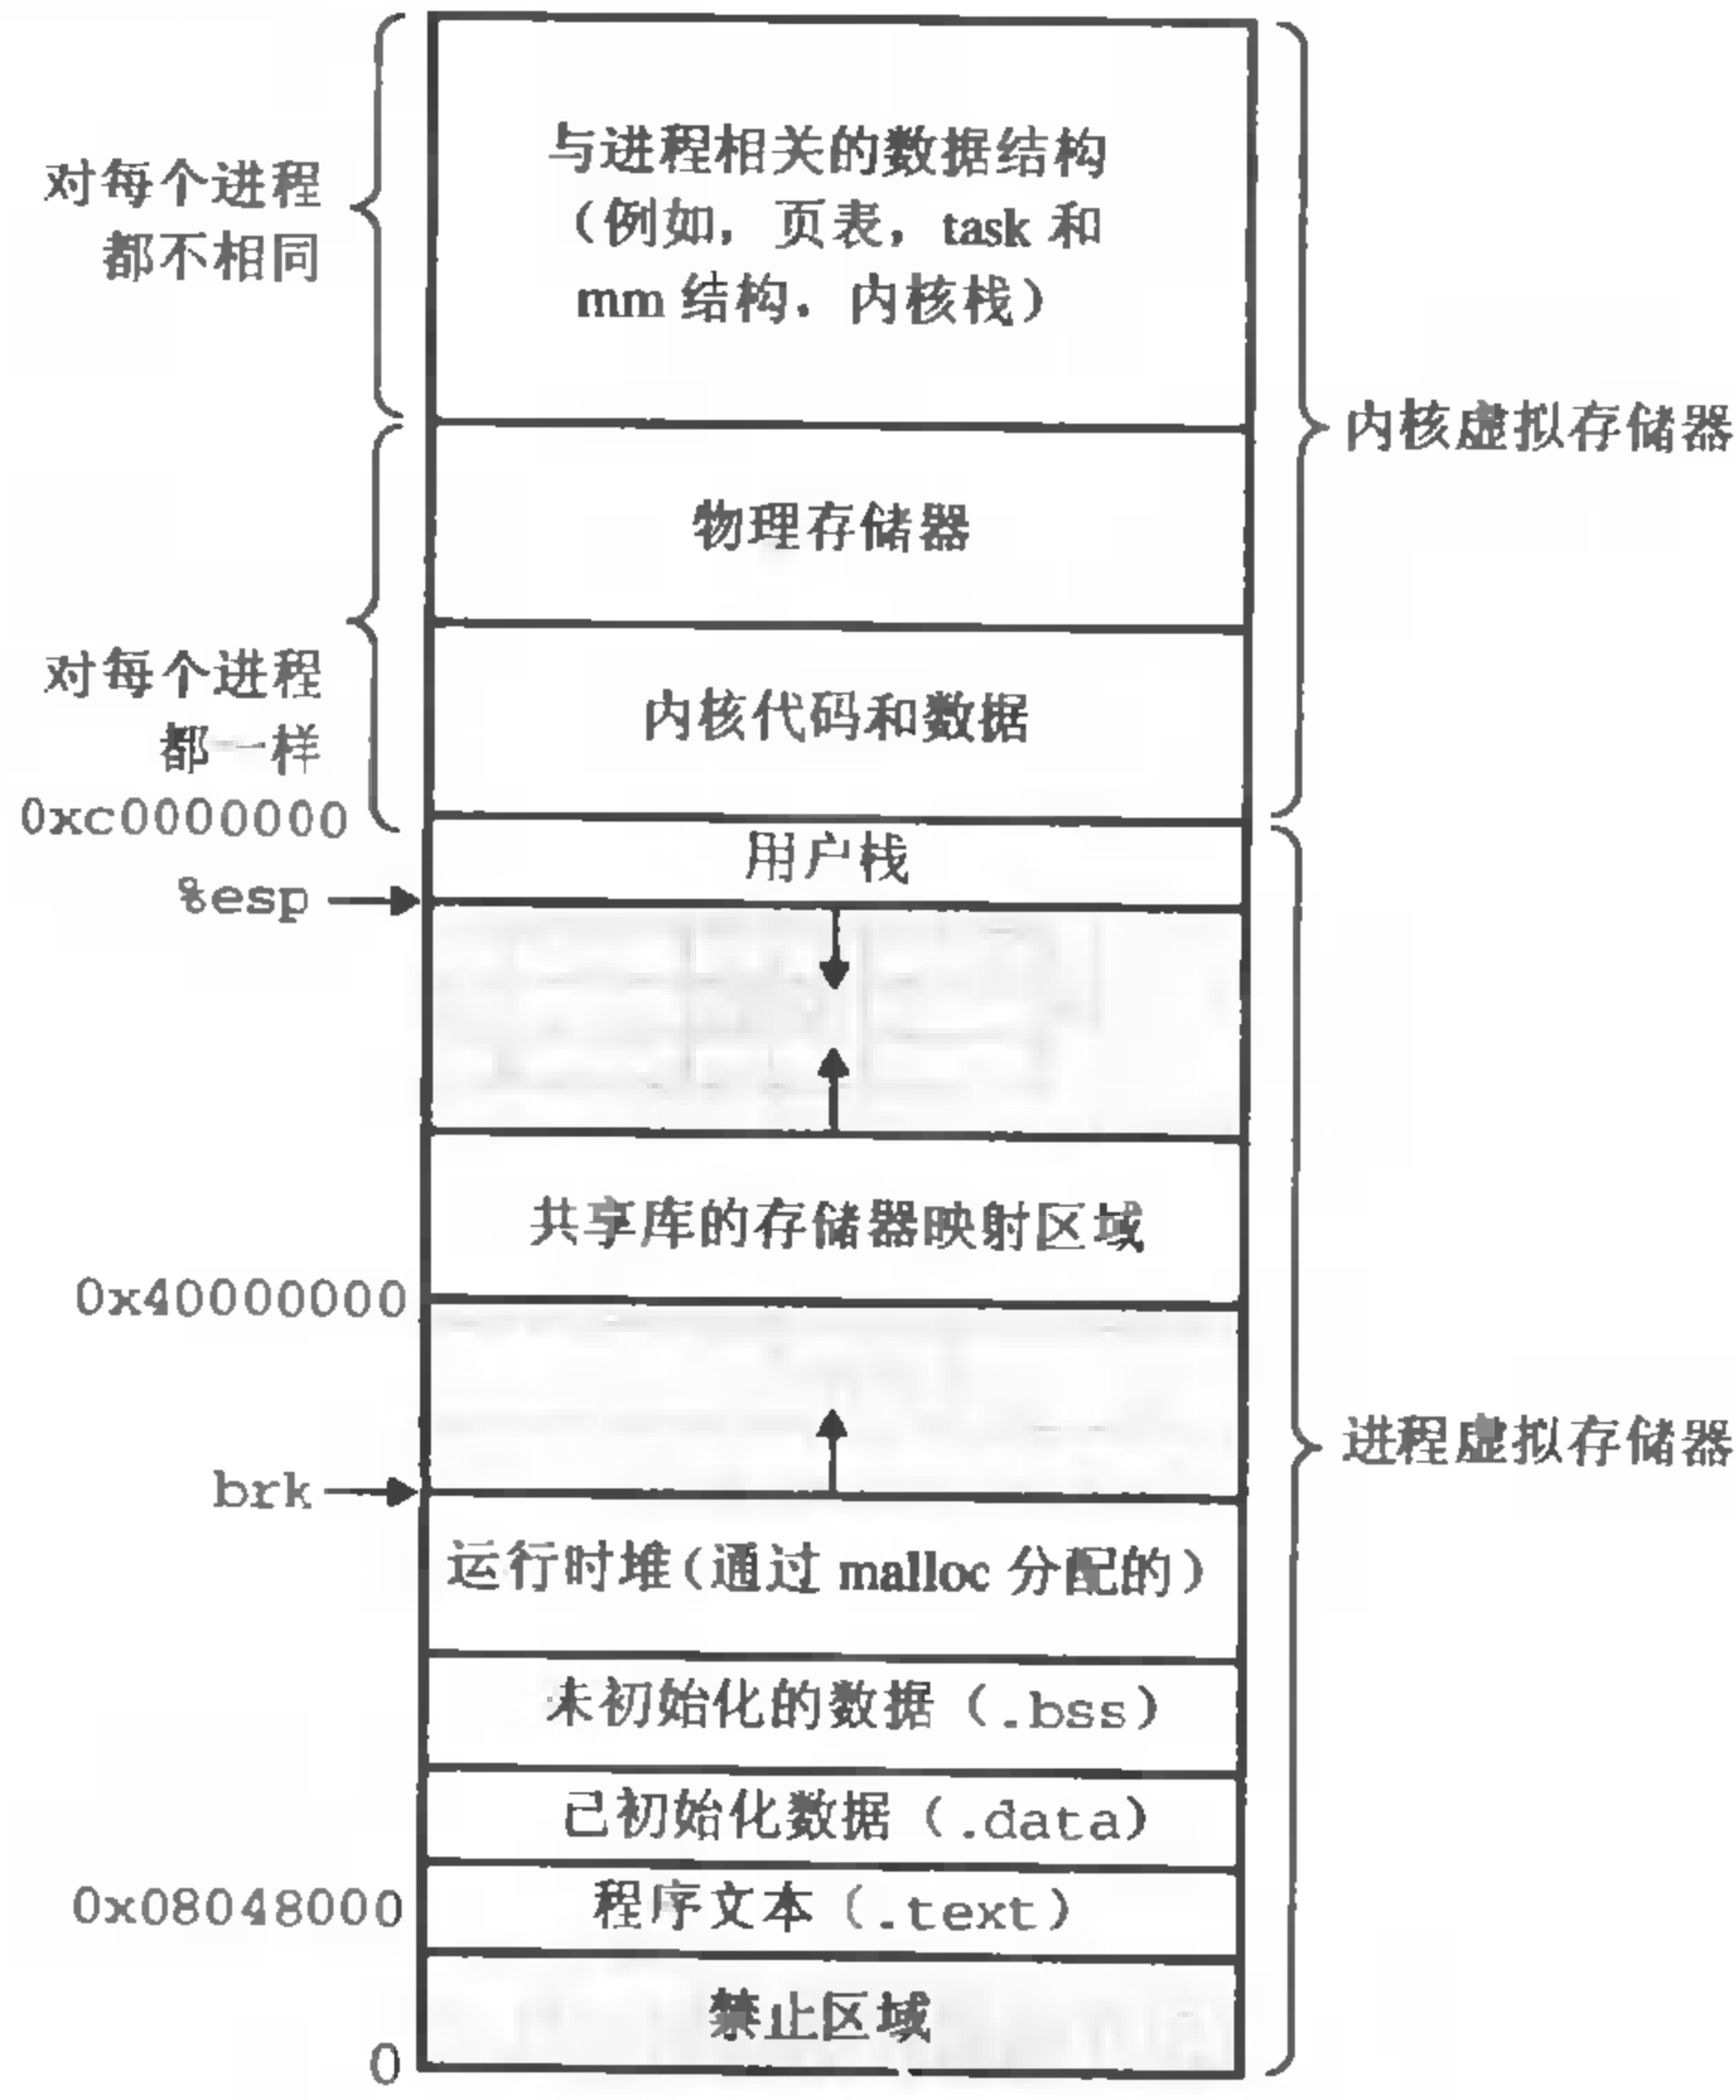 与进程相关的数据结构
(例如，页表，task 和
mm 结构，内核栈)
对每个进程
都不相同
内核虚拟存储器
物理存储器
对每个进程
都一样
内核代码和数据
0xc0000000
用户栈
%esp
共享库的存储器映射区域
0x40000000
进程虚拟存储器
brk
运行时堆(通过 malloc 分配的)
未初始化的数据 (.bss)
已初始化数据 (.data)
0x08048000
程序文本 (.text)
禁止区域
0